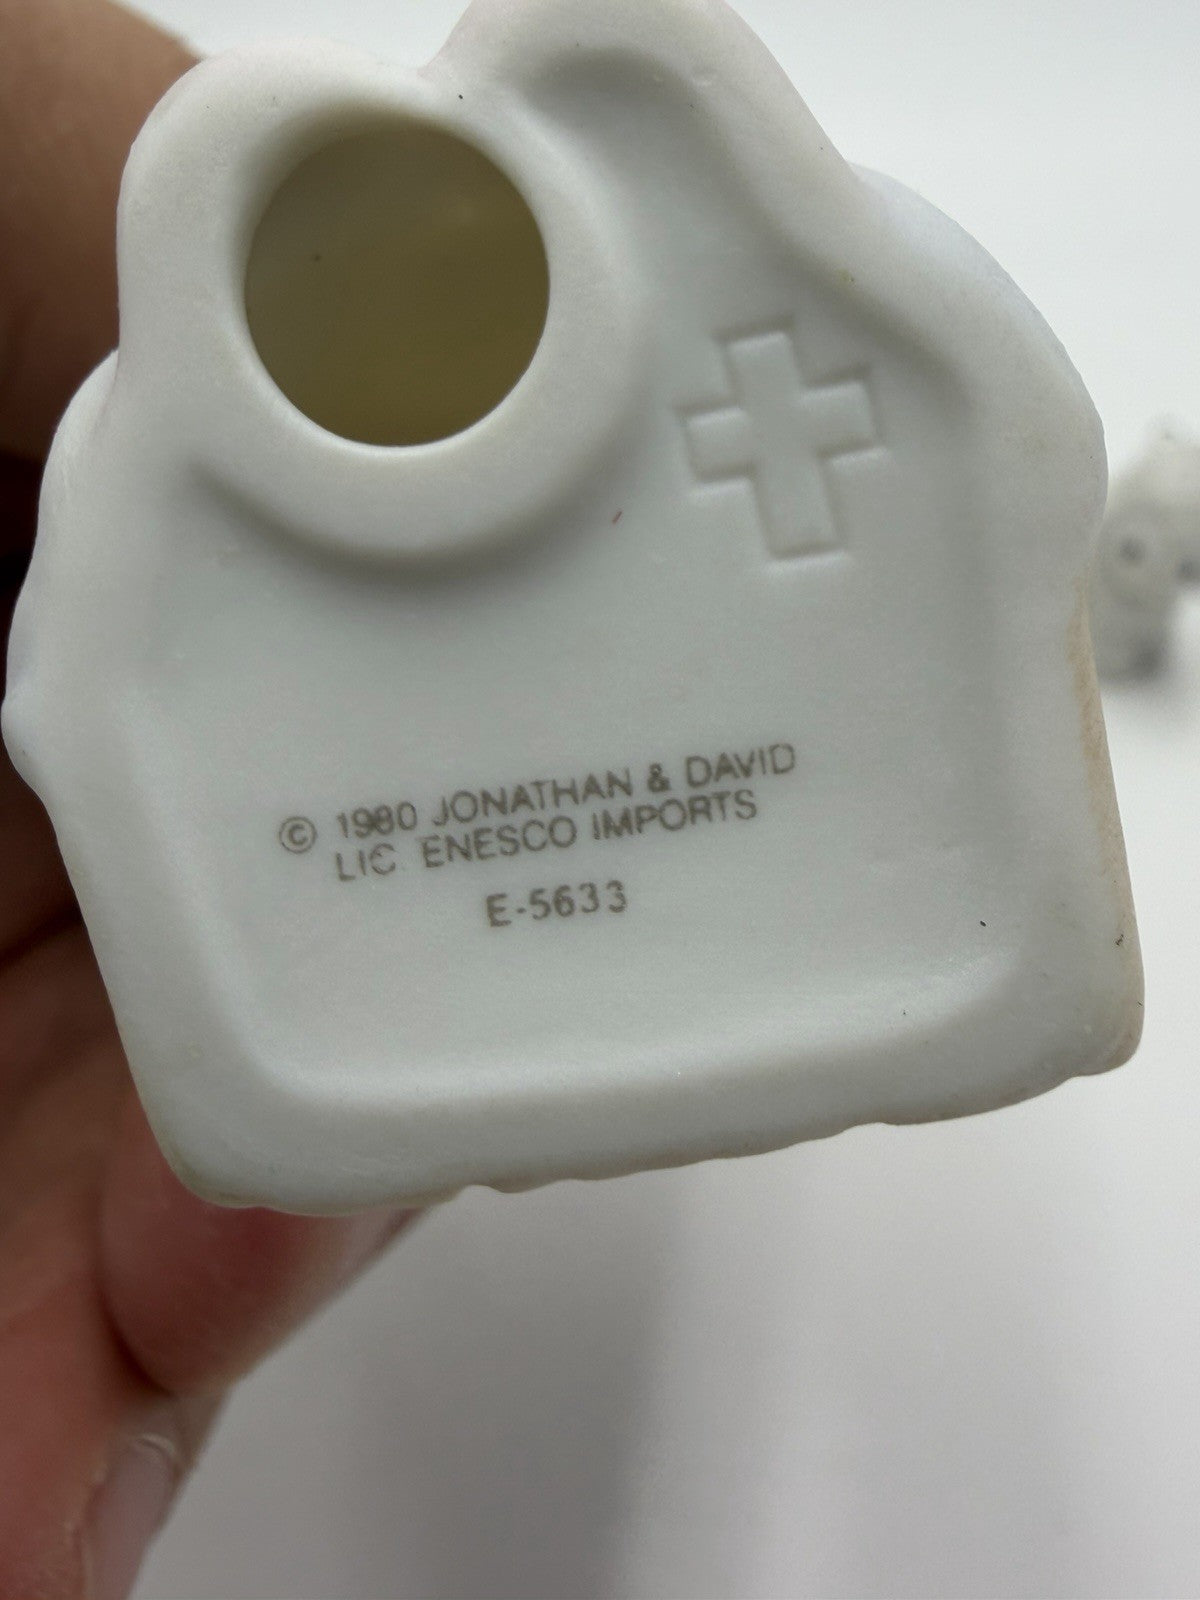 © 1980 JONATHAN & DAVID
LIC. ENESCO IMPORTS
E-5633